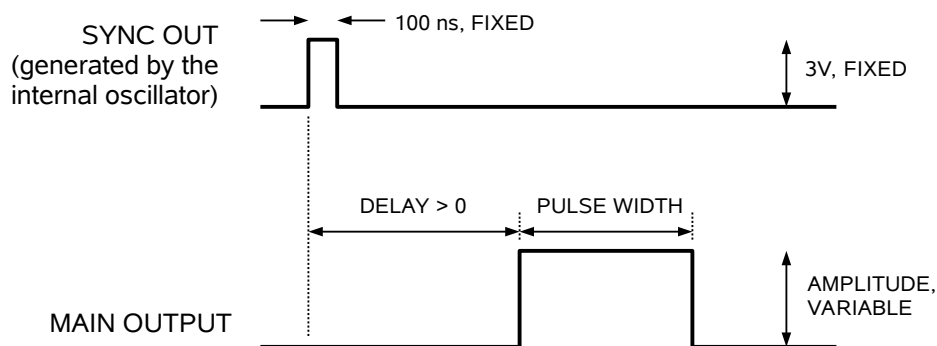 100 ns, FIXED
SYNC OUT
(generated by the
internal oscillator)
3V, FIXED
DELAY > 0
PULSE WIDTH
AMPLITUDE,
VARIABLE
MAIN OUTPUT